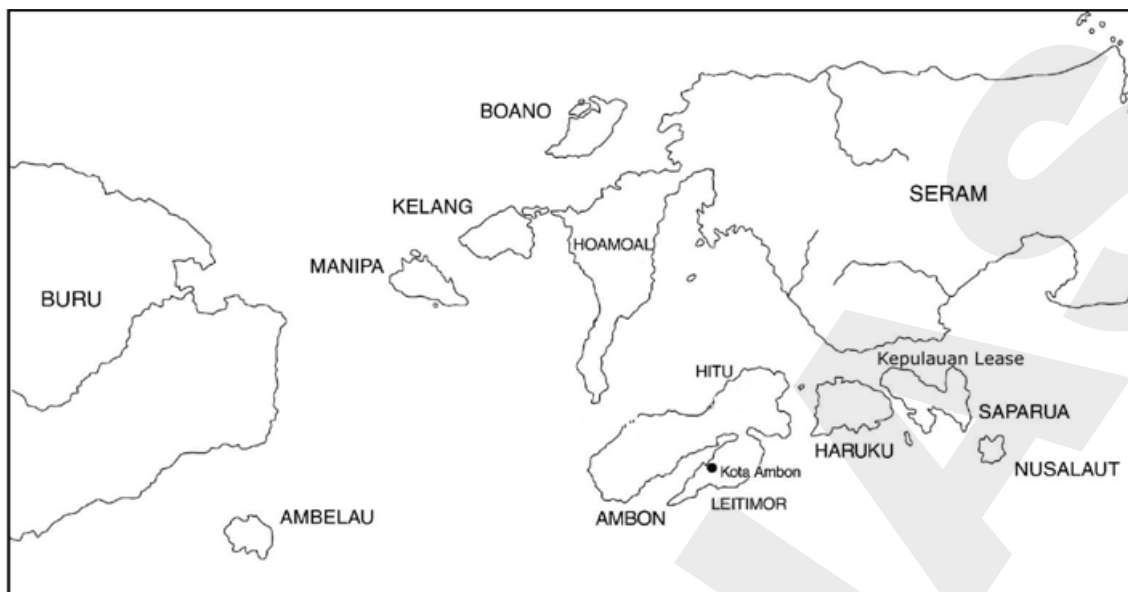 BOANO
KELANG
SERAM
HOAMOAL
MANIPA
BURU
Kepulauan Lease
HITU
SAPARUA
HARUKU
NUSALAUT
Kota Ambon
LEITIMOR
AMBON
AMBELAU